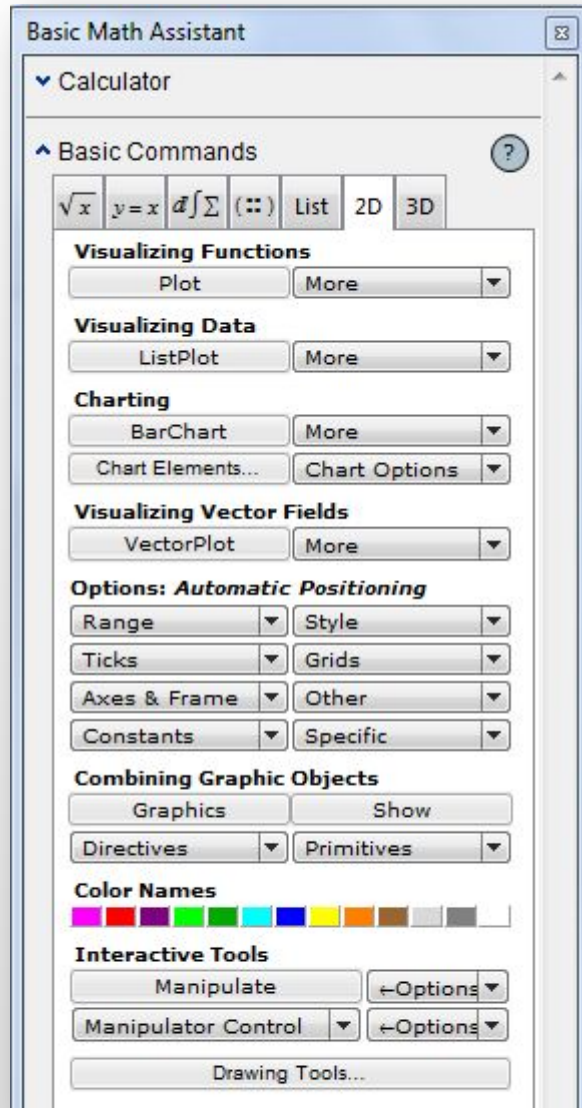 Basic Math Assistant
Calculator
Basic Commands ?
√x y=x d∫Σ (∷) List 2D 3D
Visualizing Functions
Plot More
Visualizing Data
ListPlot More
Charting
BarChart More
Chart Elements... Chart Options
Visualizing Vector Fields
VectorPlot More
Options: Automatic Positioning
Range Style
Ticks Grids
Axes & Frame Other
Constants Specific
Combining Graphic Objects
Graphics Show
Directives Primitives
Color Names
Interactive Tools
Manipulate ←Options
Manipulator Control ←Options
Drawing Tools...